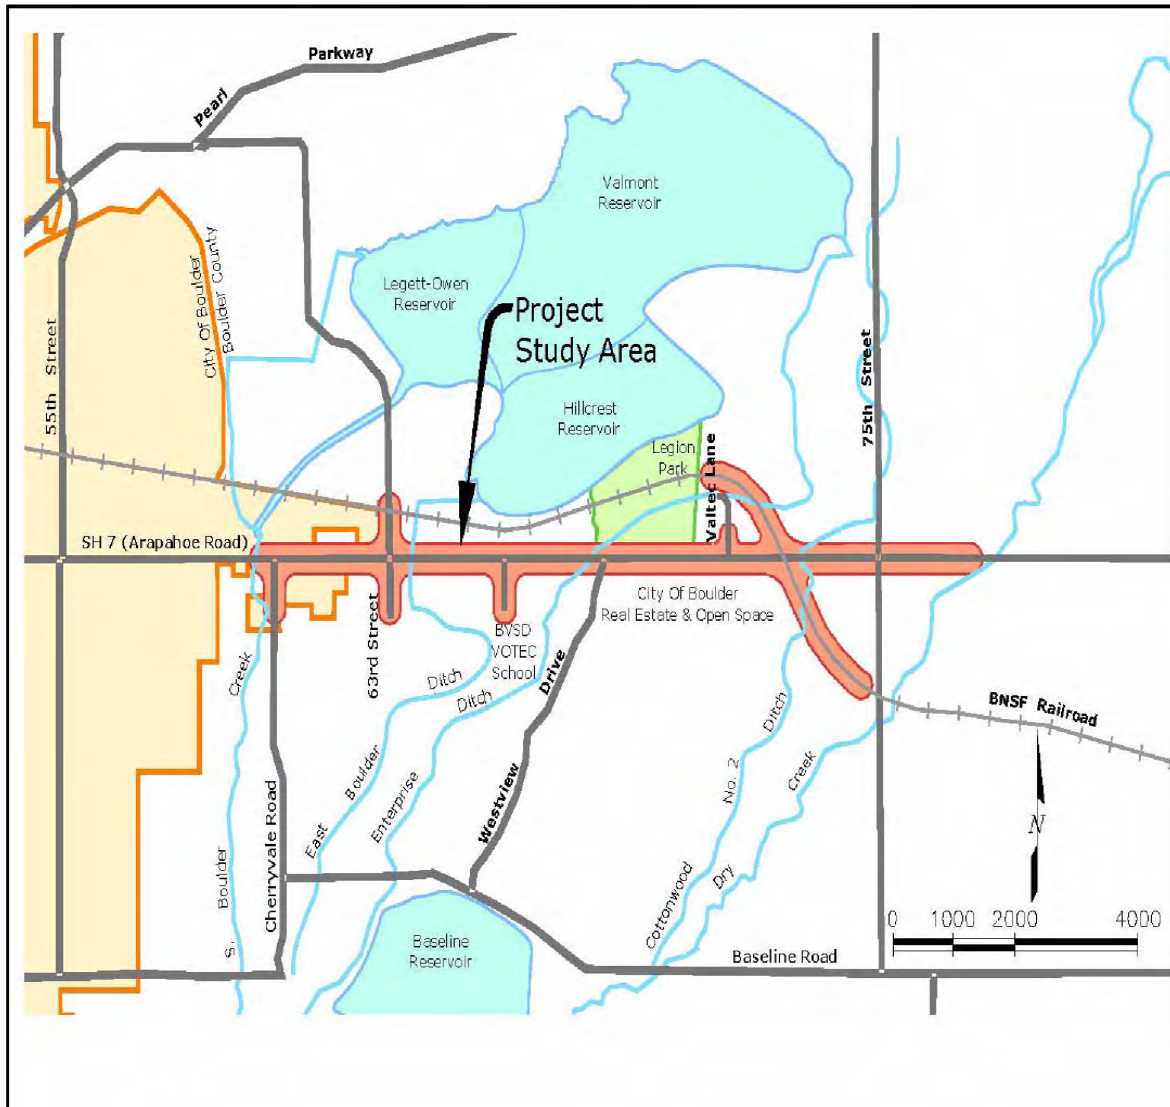 Parkway
Pearl
Valmont
Reservoir
City Of Boulder
Boulder County
Legett-Owen
Reservoir
Project
Study Area
55th Street
75th Street
Hillcrest
Reservoir
Legion
Park
Valtec Lane
SH 7 (Arapahoe Road)
City Of Boulder
Real Estate & Open Space
63rd Street
BVSD
VOTEC
School
Creek
Ditch
Ditch
Drive
Ditch
BNSF Railroad
Boulder
Enterprise
Westview
No. 2
Creek
N
Cherryvale Road
East
Boulder
S.
Cottonwood
Dry
0 1000 2000 4000
Baseline
Reservoir
Baseline Road